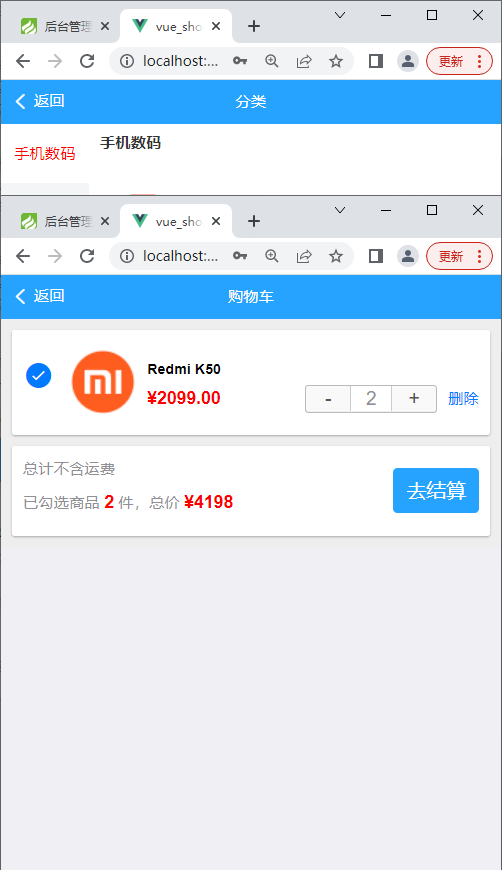 后台管理
vue_sho
localhost:...
更新
返回
分类
手机数码
手机数码
后台管理
vue_sho
localhost:...
更新
返回
购物车
Redmi K50
¥2099.00
- 2 +
删除
总计不含运费
已勾选商品 2 件，总价 ¥4198
去结算